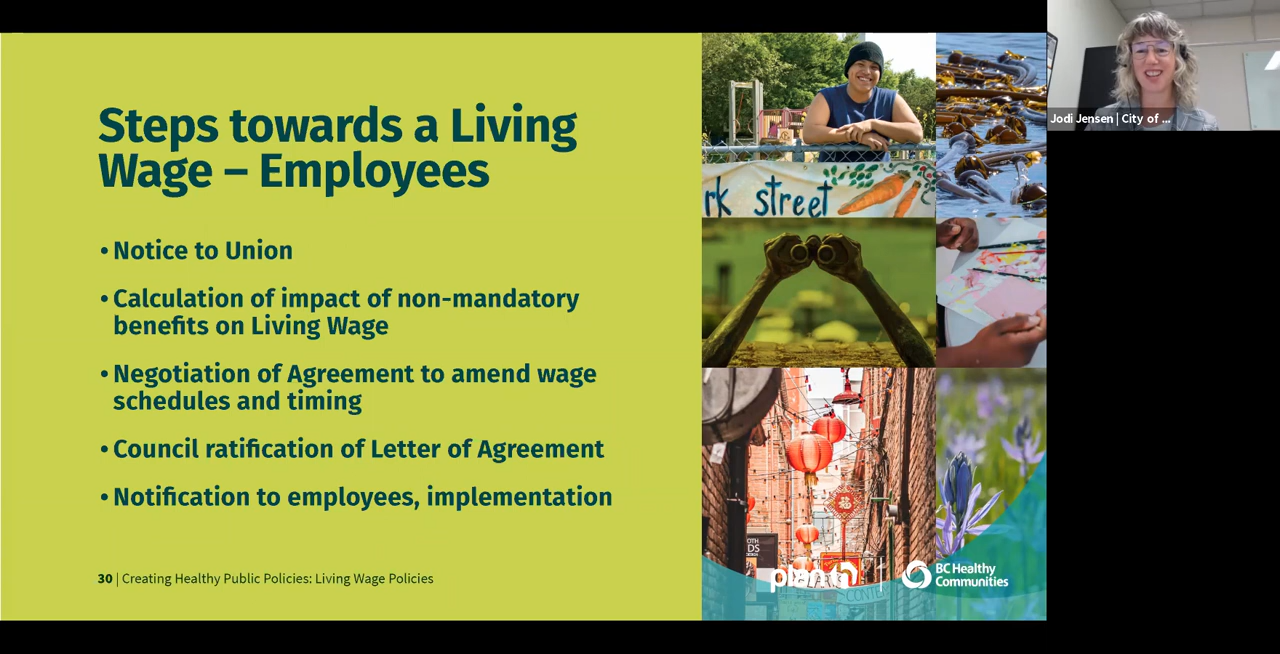 Steps towards a Living
Wage – Employees
• Notice to Union
• Calculation of impact of non-mandatory
benefits on Living Wage
• Negotiation of Agreement to amend wage
schedules and timing
• Council ratification of Letter of Agreement
• Notification to employees, implementation
30 | Creating Healthy Public Policies: Living Wage Policies
rk street
福
plan h
BC Healthy
Communities
Jodi Jensen | City of ...